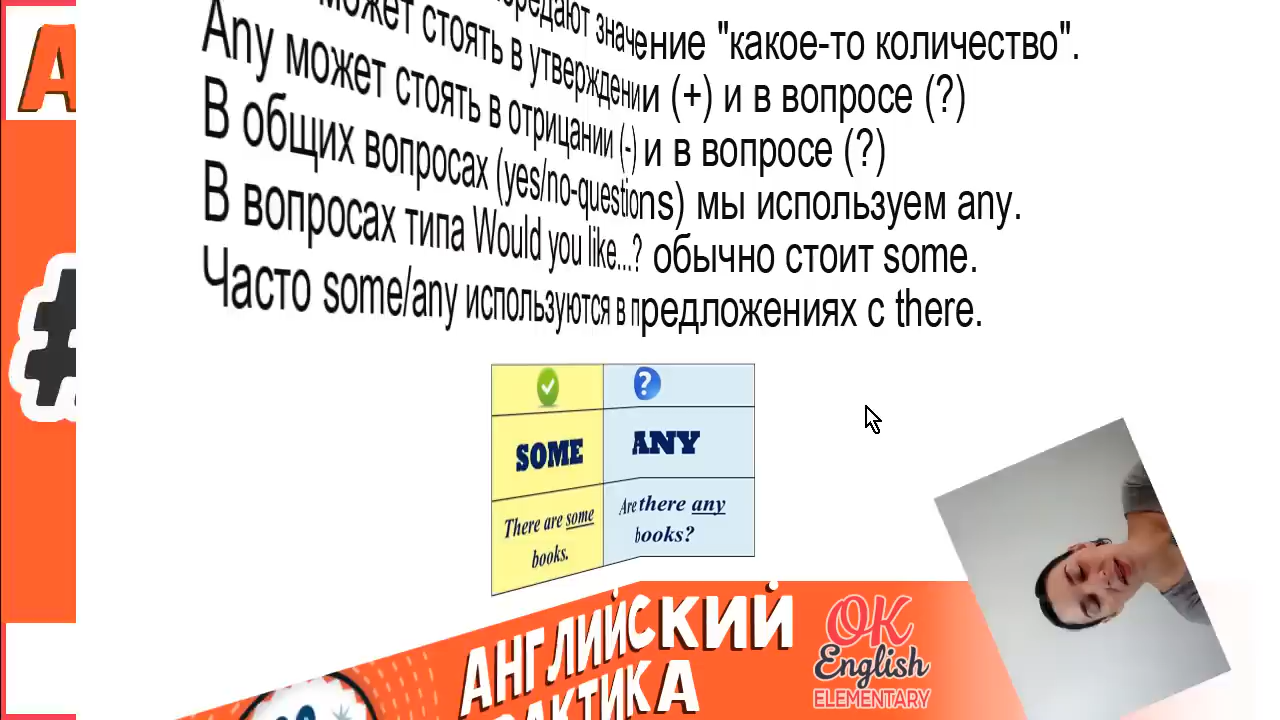 передают значение "какое-то количество".
может стоять в утверждении (+) и в вопросе (?)
Any может стоять в отрицании (-) и в вопросе (?)
В общих вопросах (yes/no-questions) мы используем any.
В вопросах типа Would you like...? обычно стоит some.
Часто some/any используются в предложениях с there.
?
SOME
ANY
There are some
books.
Are there any
books?
АНГЛИЙСКИЙ
OK
English
ELEMENTARY